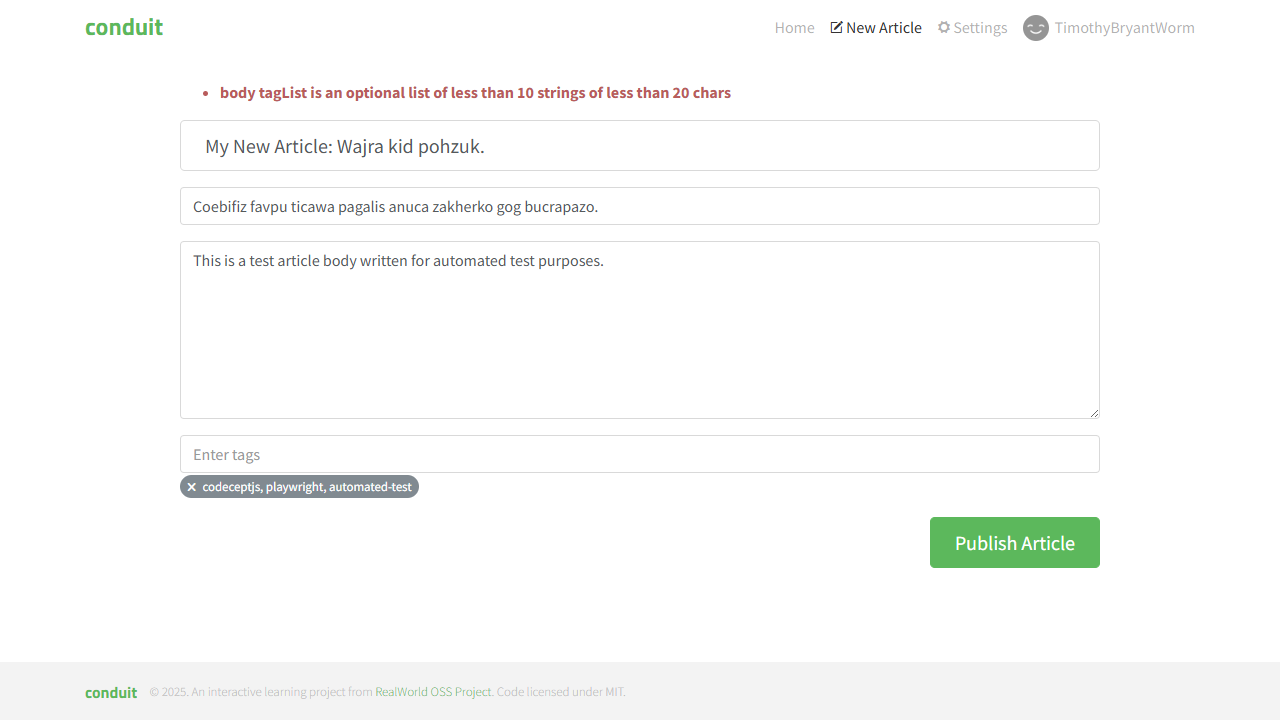 conduit
Home New Article Settings TimothyBryantWorm
body tagList is an optional list of less than 10 strings of less than 20 chars
My New Article: Wajra kid pohzuk.
Coebifiz favpu ticawa pagalis anuca zakherko gog bucrapazo.
This is a test article body written for automated test purposes.
Enter tags
codeceptjs, playwright, automated-test
Publish Article
conduit © 2025. An interactive learning project from RealWorld OSS Project. Code licensed under MIT.